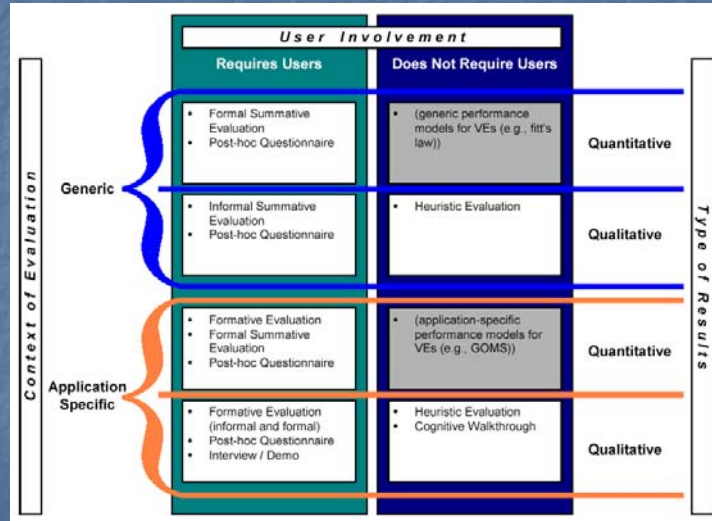 User Involvement
Requires Users
Does Not Require Users
Context of Evaluation
Type of Results
Generic
• Formal Summative
Evaluation
• Post-hoc Questionnaire
• (generic performance
models for VEs (e.g., fitt's
law))
Quantitative
• Informal Summative
Evaluation
• Post-hoc Questionnaire
• Heuristic Evaluation
Qualitative
Application
Specific
• Formative Evaluation
• Formal Summative
Evaluation
• Post-hoc Questionnaire
• (application-specific
performance models for
VEs (e.g., GOMS))
Quantitative
• Formative Evaluation
(informal and formal)
• Post-hoc Questionnaire
• Interview / Demo
• Heuristic Evaluation
• Cognitive Walkthrough
Qualitative